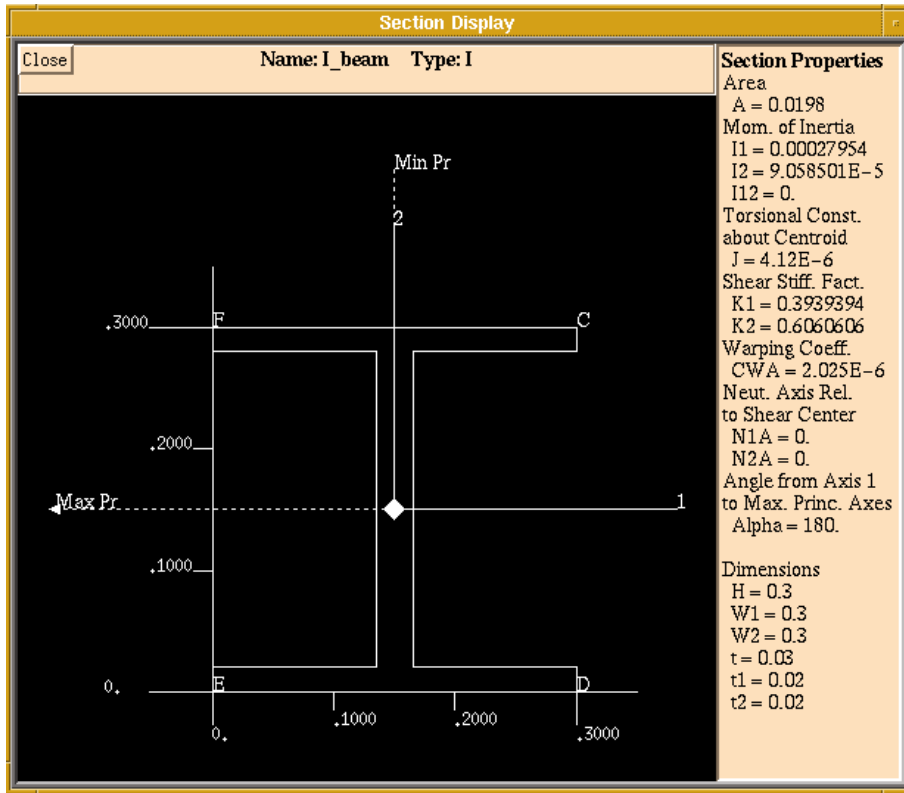 Section Display
Close
Name: I_beam Type: I
Min Pr
2
F
C
.3000
.2000
Max Pr
1
.1000
0.
E
D
0.
.1000
.2000
.3000
Section Properties
Area
A = 0.0198
Mom. of Inertia
I1 = 0.00027954
I2 = 9.058501E-5
I12 = 0.
Torsional Const.
about Centroid
J = 4.12E-6
Shear Stiff. Fact.
K1 = 0.3939394
K2 = 0.6060606
Warping Coeff.
CWA = 2.025E-6
Neut. Axis Rel.
to Shear Center
N1A = 0.
N2A = 0.
Angle from Axis 1
to Max. Princ. Axes
Alpha = 180.
Dimensions
H = 0.3
W1 = 0.3
W2 = 0.3
t = 0.03
t1 = 0.02
t2 = 0.02